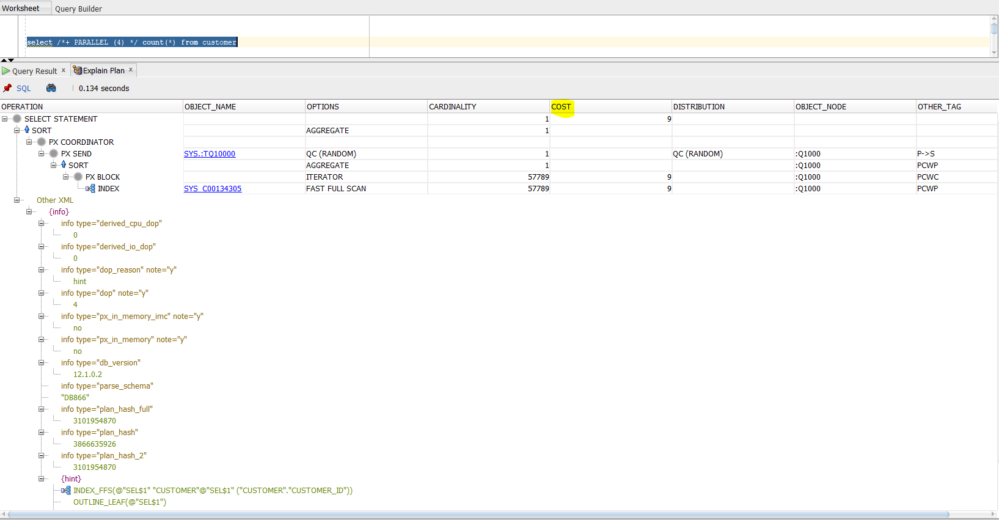 Worksheet Query Builder
select /*+ PARALLEL (4) */ count(*) from customer
Query Result x Explain Plan x
SQL 0.134 seconds
OPERATION OBJECT_NAME OPTIONS CARDINALITY COST DISTRIBUTION OBJECT_NODE OTHER_TAG
SELECT STATEMENT 1 9
SORT AGGREGATE 1
PX COORDINATOR
PX SEND SYS.:TQ10000 QC (RANDOM) 1 QC (RANDOM) :Q1000 P->S
SORT AGGREGATE 1 :Q1000 PCWP
PX BLOCK ITERATOR 57789 9 :Q1000 PCWC
INDEX SYS_C00134305 FAST FULL SCAN 57789 9 :Q1000 PCWP
Other XML
{info}
info type="derived_cpu_dop"
0
info type="derived_io_dop"
0
info type="dop_reason" note="y"
hint
info type="dop" note="y"
4
info type="px_in_memory_imc" note="y"
no
info type="px_in_memory" note="y"
no
info type="db_version"
12.1.0.2
info type="parse_schema"
"DB866"
info type="plan_hash_full"
3101954870
info type="plan_hash"
3866635926
info type="plan_hash_2"
3101954870
{hint}
INDEX_FFS(@"SEL$1" "CUSTOMER"@"SEL$1" ("CUSTOMER"."CUSTOMER_ID"))
OUTLINE_LEAF(@"SEL$1")